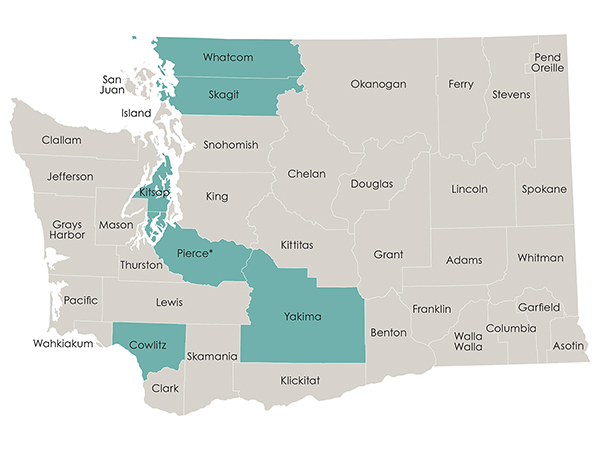 Whatcom
Pend
Oreille
San
Juan
Okanogan
Ferry
Stevens
Skagit
Island
Clallam
Snohomish
Chelan
Douglas
Jefferson
Kitsap
King
Lincoln
Spokane
Grays
Harbor
Mason
Kittitas
Pierce*
Grant
Adams
Whitman
Thurston
Pacific
Lewis
Yakima
Franklin
Garfield
Columbia
Benton
Walla
Walla
Wahkiakum
Cowlitz
Skamania
Asotin
Clark
Klickitat